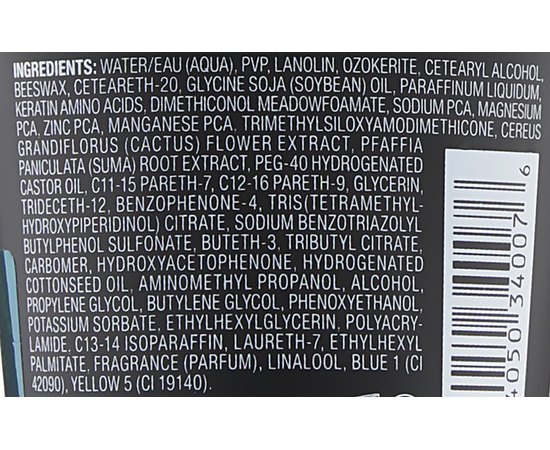 INGREDIENTS: WATER/EAU (AQUA), PVP, LANOLIN, OZOKERITE, CETEARYL ALCOHOL,
BEESWAX, CETEARETH-20, GLYCINE SOJA (SOYBEAN) OIL, PARAFFINUM LIQUIDUM,
KERATIN AMINO ACIDS, DIMETHICONOL MEADOWFOAMATE, SODIUM PCA, MAGNESIUM
PCA, ZINC PCA, MANGANESE PCA. TRIMETHYLSILOXYAMODIMETHICONE, CEREUS
GRANDIFLORUS (CACTUS) FLOWER EXTRACT, PFAFFIA
PANICULATA (SUMA) ROOT EXTRACT, PEG-40 HYDROGENATED
CASTOR OIL, C11-15 PARETH-7, C12-16 PARETH-9, GLYCERIN,
TRIDECETH-12, BENZOPHENONE-4, TRIS(TETRAMETHYL-
HYDROXYPIPERIDINOL) CITRATE, SODIUM BENZOTRIAZOLYL
BUTYLPHENOL SULFONATE, BUTETH-3, TRIBUTYL CITRATE,
CARBOMER, HYDROXYACETOPHENONE, HYDROGENATED
COTTONSEED OIL, AMINOMETHYL PROPANOL, ALCOHOL,
PROPYLENE GLYCOL, BUTYLENE GLYCOL, PHENOXYETHANOL,
POTASSIUM SORBATE, ETHYLHEXYLGLYCERIN, POLYACRY-
LAMIDE, C13-14 ISOPARAFFIN, LAURETH-7, ETHYLHEXYL
PALMITATE. FRAGRANCE (PARFUM), LINALOOL, BLUE 1 (CI
42090), YELLOW 5 (CI 19140).
4050 34007 6